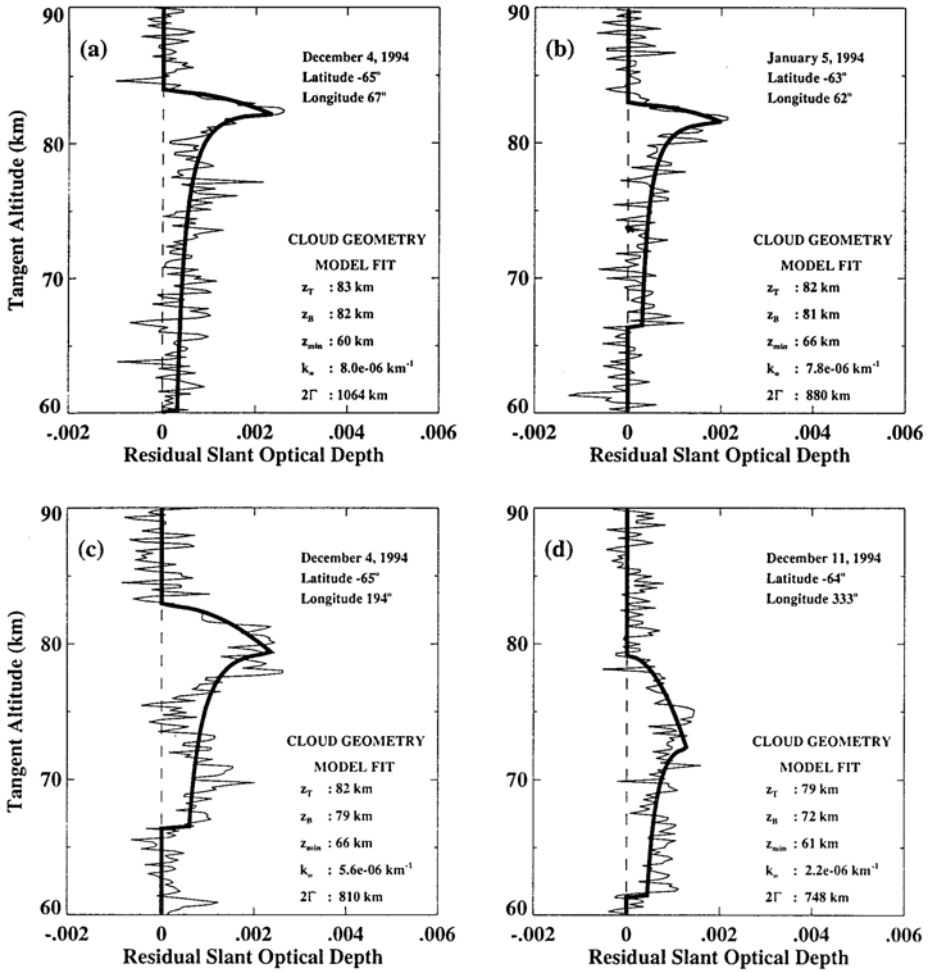 90
80
70
60
Tangent Altitude (km)
(a)
December 4, 1994
Latitude -65°
Longitude 67°
CLOUD GEOMETRY
MODEL FIT
z_T : 83 km
z_B : 82 km
z_min : 60 km
k_o : 8.0e-06 km⁻¹
2Γ : 1064 km
-.002 0 .002 .004 .006
Residual Slant Optical Depth
90
80
70
60
(b)
January 5, 1994
Latitude -63°
Longitude 62°
CLOUD GEOMETRY
MODEL FIT
z_T : 82 km
z_B : 81 km
z_min : 66 km
k_o : 7.8e-06 km⁻¹
2Γ : 880 km
-.002 0 .002 .004 .006
Residual Slant Optical Depth
90
80
70
60
Tangent Altitude (km)
(c)
December 4, 1994
Latitude -65°
Longitude 194°
CLOUD GEOMETRY
MODEL FIT
z_T : 82 km
z_B : 79 km
z_min : 66 km
k_o : 5.6e-06 km⁻¹
2Γ : 810 km
-.002 0 .002 .004 .006
Residual Slant Optical Depth
90
80
70
60
(d)
December 11, 1994
Latitude -64°
Longitude 333°
CLOUD GEOMETRY
MODEL FIT
z_T : 79 km
z_B : 72 km
z_min : 61 km
k_o : 2.2e-06 km⁻¹
2Γ : 748 km
-.002 0 .002 .004 .006
Residual Slant Optical Depth